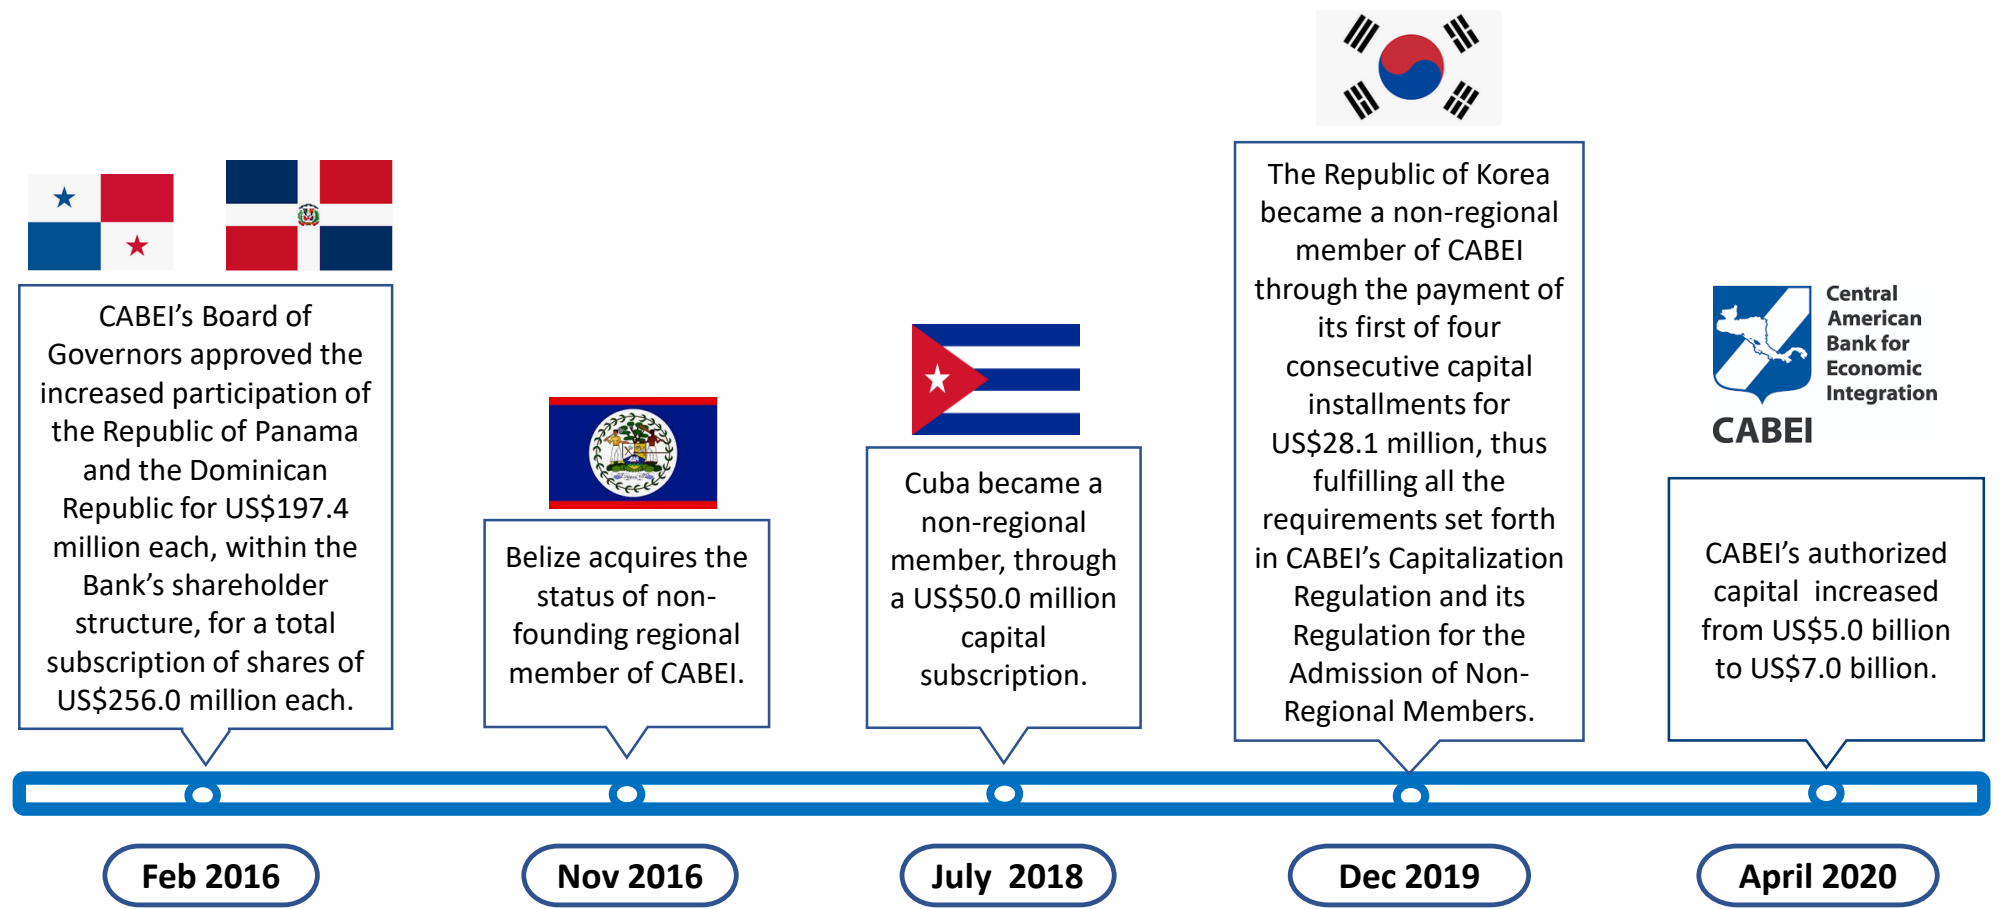 CABEI’s Board of
Governors approved the
increased participation of
the Republic of Panama
and the Dominican
Republic for US$197.4
million each, within the
Bank’s shareholder
structure, for a total
subscription of shares of
US$256.0 million each.
Belize acquires the
status of non-
founding regional
member of CABEI.
Cuba became a
non-regional
member, through
a US$50.0 million
capital
subscription.
The Republic of Korea
became a non-regional
member of CABEI
through the payment of
its first of four
consecutive capital
installments for
US$28.1 million, thus
fulfilling all the
requirements set forth
in CABEI’s Capitalization
Regulation and its
Regulation for the
Admission of Non-
Regional Members.
Central
American
Bank for
Economic
Integration
CABEI
CABEI’s authorized
capital  increased
from US$5.0 billion
to US$7.0 billion.
Feb 2016
Nov 2016
July  2018
Dec 2019
April 2020